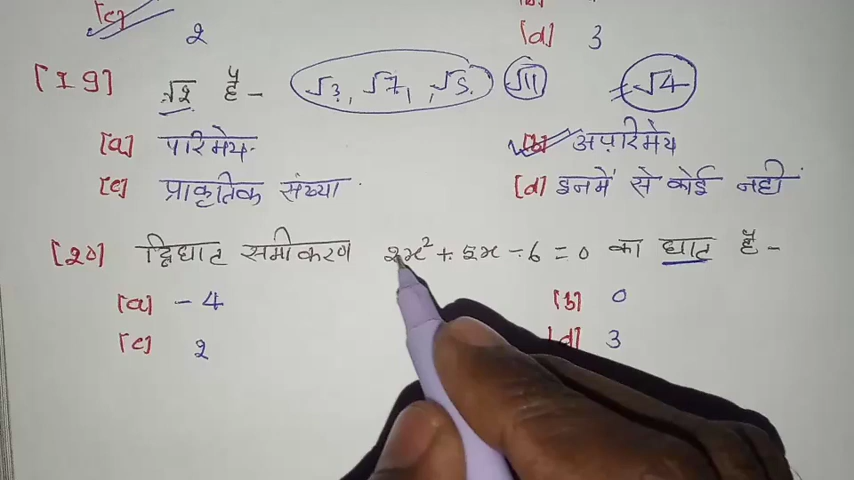 [c] 2
[d] 3
[19] √2 है - √3, √7, √5 √11 √4
[a] परिमेय
[b] अपरिमेय
[c] प्राकृतिक संख्या
[d] इनमें से कोई नहीं
[20] द्विघात समीकरण 2x² + 5x - 6 = 0 का घात है -
[a] - 4
[b] 0
[c] 2
[d] 3